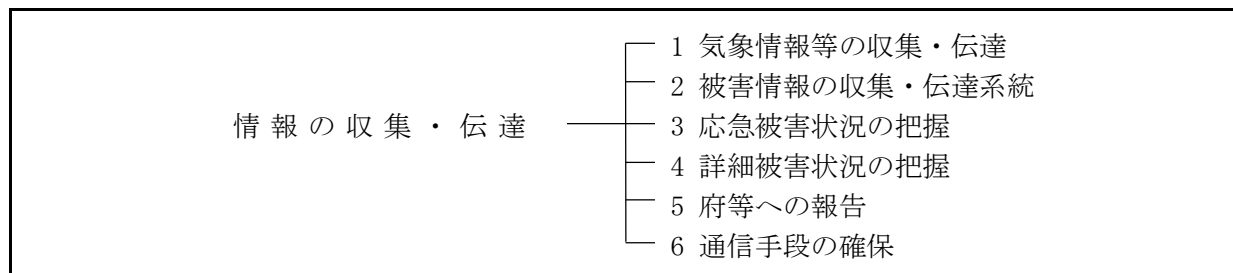 情報の収集・伝達
1 気象情報等の収集・伝達
2 被害情報の収集・伝達系統
3 応急被害状況の把握
4 詳細被害状況の把握
5 府等への報告
6 通信手段の確保